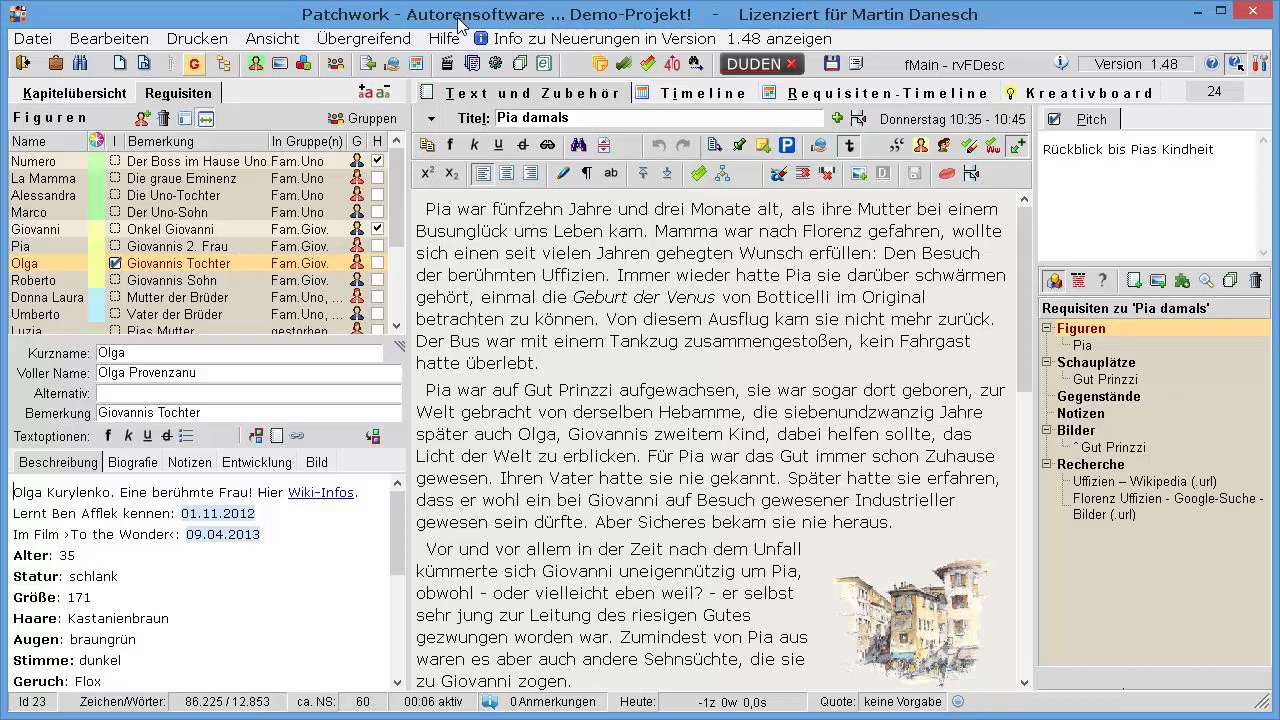 Patchwork - Autorensoftware ... Demo-Projekt! - Lizenziert für Martin Danesch
Datei Bearbeiten Drucken Ansicht Übergreifend Hilfe Info zu Neuerungen in Version 1.48 anzeigen
G DUDEN fMain - rvFDesc Version 1.48
Kapitelübersicht Requisiten
Text und Zubehör Timeline Requisiten-Timeline Kreativboard 24
Figuren Gruppen
Titel: Pia damals Donnerstag 10:35 - 10:45
Pitch
Rückblick bis Pias Kindheit
Name I Bemerkung In Gruppe(n) G H
Numero Der Boss im Hause Uno Fam.Uno
La Mamma Die graue Eminenz Fam.Uno
Alessandra Die Uno-Tochter Fam.Uno
Marco Der Uno-Sohn Fam.Uno
Giovanni Onkel Giovanni Fam.Giov.
Pia Giovannis 2. Frau Fam.Giov.
Olga Giovannis Tochter Fam.Giov.
Roberto Giovannis Sohn Fam.Giov.
Donna Laura Mutter der Brüder Fam.Uno, ...
Umberto Vater der Brüder Fam.Uno, ...
Luzia Pias Mutter gestorben
Kurzname: Olga
Voller Name: Olga Provenzanu
Alternativ:
Bemerkung Giovannis Tochter
Textoptionen: f k u d
Beschreibung Biografie Notizen Entwicklung Bild
Olga Kurylenko. Eine berühmte Frau! Hier Wiki-Infos.
Lernt Ben Afflek kennen: 01.11.2012
Im Film ›To the Wonder‹: 09.04.2013
Alter: 35
Statur: schlank
Größe: 171
Haare: Kastanienbraun
Augen: braungrün
Stimme: dunkel
Geruch: Flox
Pia war fünfzehn Jahre und drei Monate alt, als ihre Mutter bei einem
Busunglück ums Leben kam. Mamma war nach Florenz gefahren, wollte
sich einen seit vielen Jahren gehegten Wunsch erfüllen: Den Besuch
der berühmten Uffizien. Immer wieder hatte Pia sie darüber schwärmen
gehört, einmal die Geburt der Venus von Botticelli im Original
betrachten zu können. Von diesem Ausflug kam sie nicht mehr zurück.
Der Bus war mit einem Tankzug zusammengestoßen, kein Fahrgast
hatte überlebt.
Pia war auf Gut Prinzzi aufgewachsen, sie war sogar dort geboren, zur
Welt gebracht von derselben Hebamme, die siebenundzwanzig Jahre
später auch Olga, Giovannis zweitem Kind, dabei helfen sollte, das
Licht der Welt zu erblicken. Für Pia war das Gut immer schon Zuhause
gewesen. Ihren Vater hatte sie nie gekannt. Später hatte sie erfahren,
dass er wohl ein bei Giovanni auf Besuch gewesener Industrieller
gewesen sein dürfte. Aber Sicheres bekam sie nie heraus.
Vor und vor allem in der Zeit nach dem Unfall
kümmerte sich Giovanni uneigennützig um Pia,
obwohl - oder vielleicht eben weil? - er selbst
sehr jung zur Leitung des riesigen Gutes
gezwungen worden war. Zumindest von Pia aus
waren es aber auch andere Sehnsüchte, die sie
zu Giovanni zogen.
Requisiten zu 'Pia damals'
Figuren
Pia
Schauplätze
Gut Prinzzi
Gegenstände
Notizen
Bilder
^Gut Prinzzi
Recherche
Uffizien – Wikipedia (.url)
Florenz Uffizien - Google-Suche -
Bilder (.url)
Id 23 Zeichen/Wörter: 86.225 / 12.953 ca. NS: 60 00:06 aktiv 0 Anmerkungen Heute: z 0w 0,0s Quote: keine Vorgabe